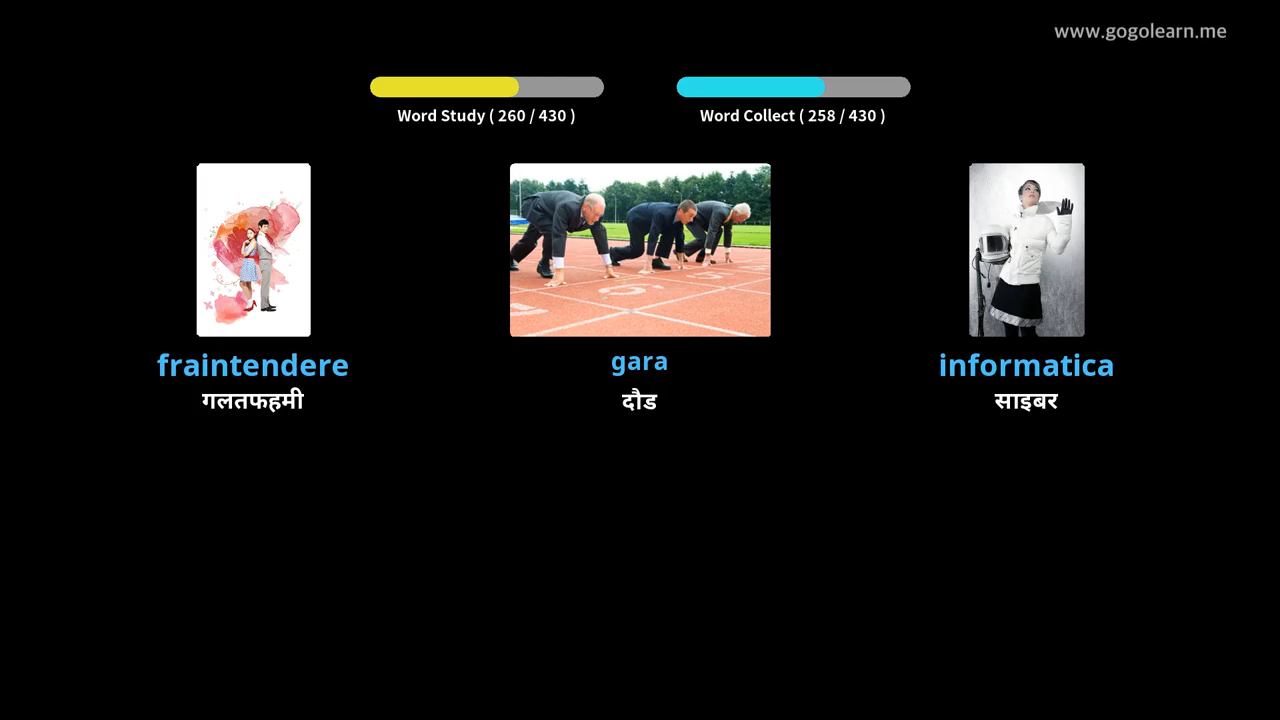 www.gogolearn.me
Word Study ( 260 / 430 )
Word Collect ( 258 / 430 )
fraintendere
गलतफहमी
gara
दौड
informatica
साइबर